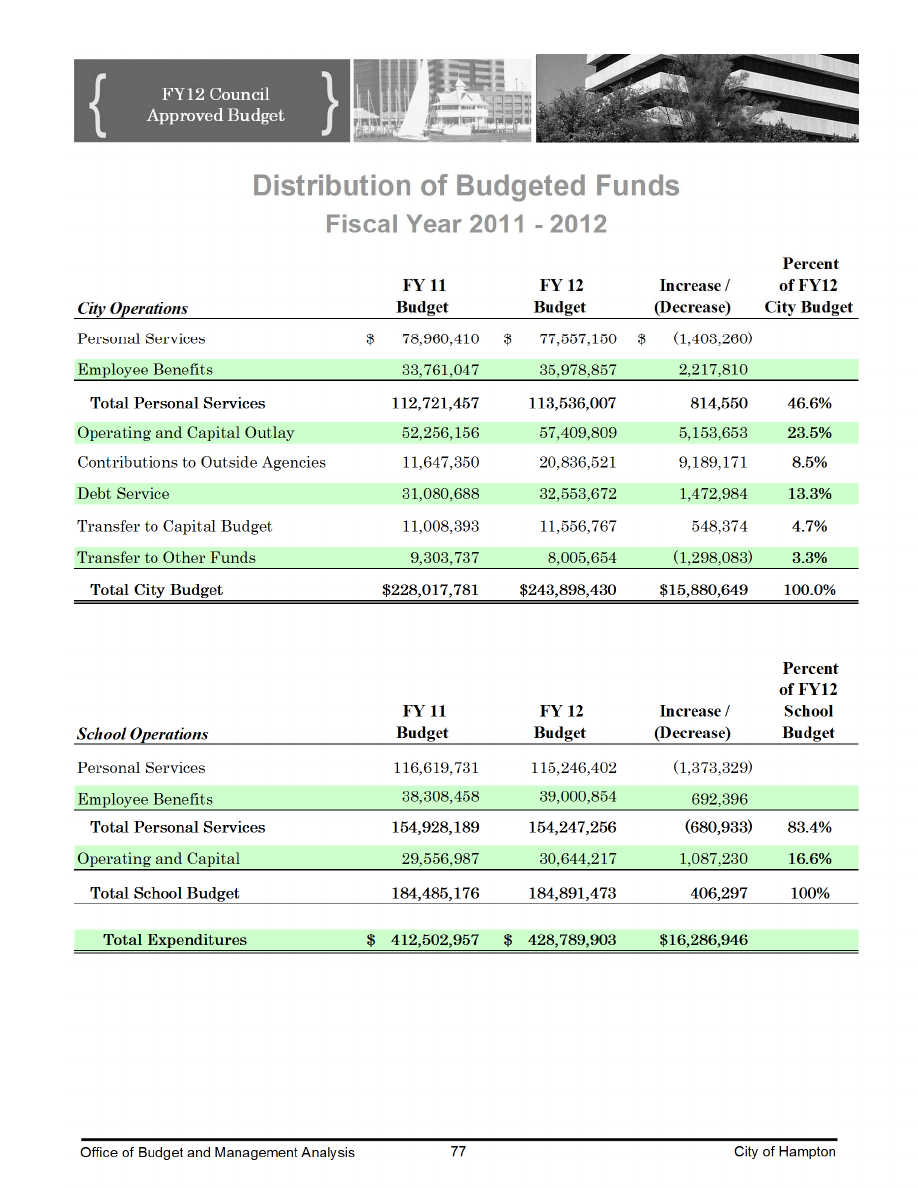 FY12 Council
Approved Budget
Distribution of Budgeted Funds
Fiscal Year 2011 - 2012
City Operations FY 11 Budget FY 12 Budget Increase / (Decrease) Percent of FY12 City Budget
Personal Services $ 78,960,410 $ 77,557,150 $ (1,403,260)
Employee Benefits 33,761,047 35,978,857 2,217,810
Total Personal Services 112,721,457 113,536,007 814,550 46.6%
Operating and Capital Outlay 52,256,156 57,409,809 5,153,653 23.5%
Contributions to Outside Agencies 11,647,350 20,836,521 9,189,171 8.5%
Debt Service 31,080,688 32,553,672 1,472,984 13.3%
Transfer to Capital Budget 11,008,393 11,556,767 548,374 4.7%
Transfer to Other Funds 9,303,737 8,005,654 (1,298,083) 3.3%
Total City Budget $228,017,781 $243,898,430 $15,880,649 100.0%
School Operations FY 11 Budget FY 12 Budget Increase / (Decrease) Percent of FY12 School Budget
Personal Services 116,619,731 115,246,402 (1,373,329)
Employee Benefits 38,308,458 39,000,854 692,396
Total Personal Services 154,928,189 154,247,256 (680,933) 83.4%
Operating and Capital 29,556,987 30,644,217 1,087,230 16.6%
Total School Budget 184,485,176 184,891,473 406,297 100%
Total Expenditures $ 412,502,957 $ 428,789,903 $16,286,946
Office of Budget and Management Analysis 77 City of Hampton